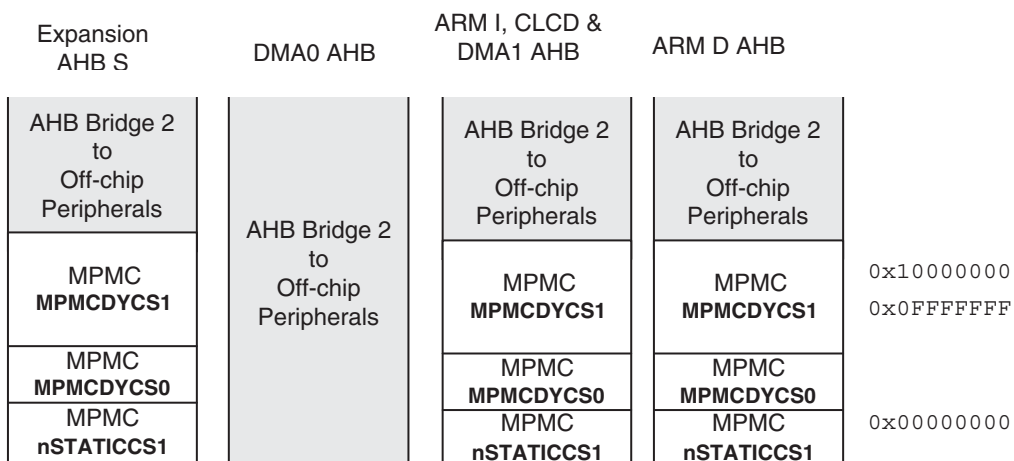 Expansion
AHB S
DMA0 AHB
ARM I, CLCD &
DMA1 AHB
ARM D AHB
AHB Bridge 2
to
Off-chip
Peripherals
MPMC
MPMCDYCS1
MPMC
MPMCDYCS0
MPMC
nSTATICCS1
AHB Bridge 2
to
Off-chip
Peripherals
AHB Bridge 2
to
Off-chip
Peripherals
MPMC
MPMCDYCS1
MPMC
MPMCDYCS0
MPMC
nSTATICCS1
AHB Bridge 2
to
Off-chip
Peripherals
MPMC
MPMCDYCS1
MPMC
MPMCDYCS0
MPMC
nSTATICCS1
0x10000000
0x0FFFFFFF
0x00000000